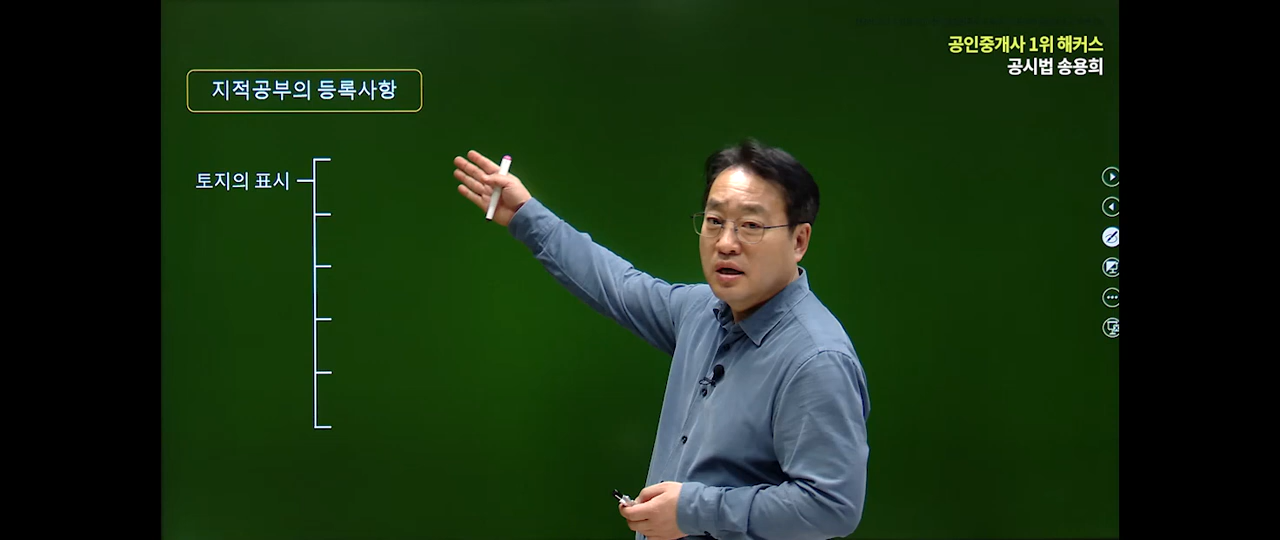 공인중개사 1위 해커스
공시법 송용희
지적공부의 등록사항
토지의 표시